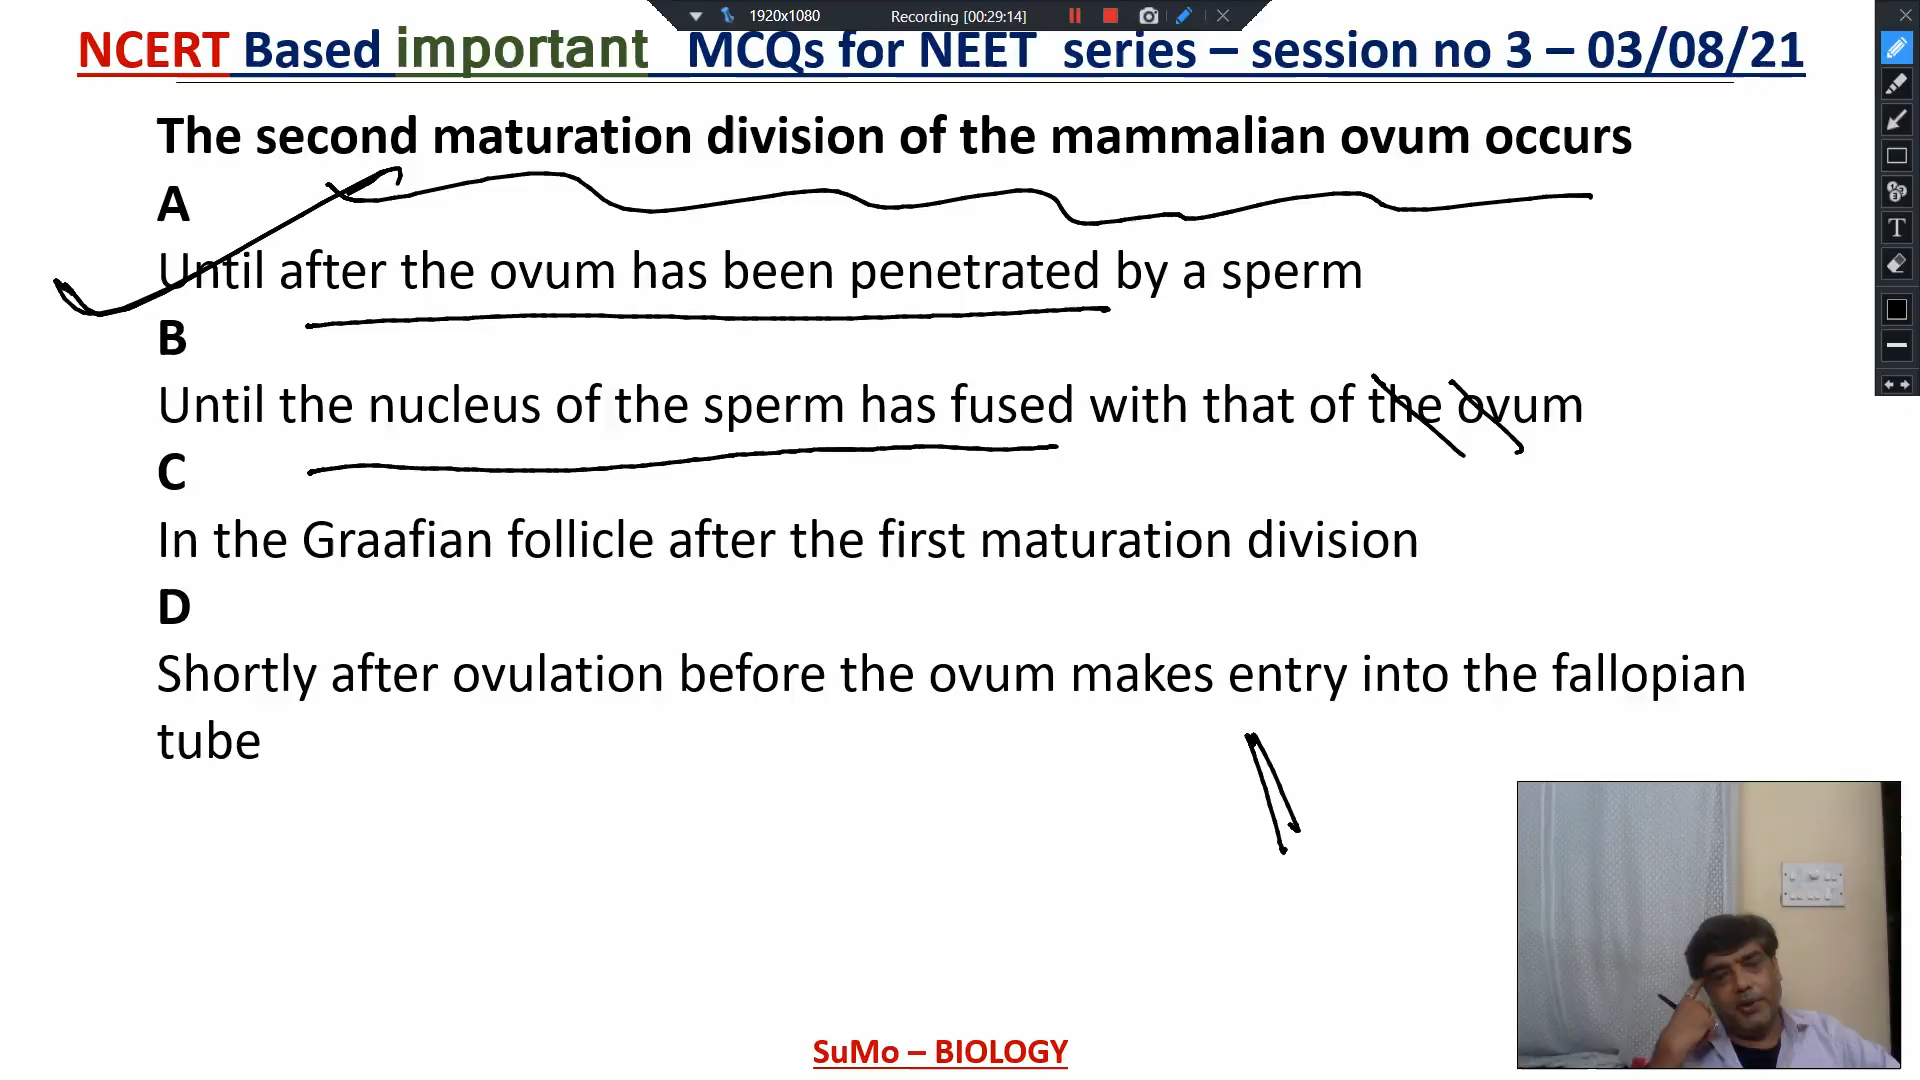 1920x1080 Recording [00:29:14]
NCERT Based important MCQs for NEET series – session no 3 – 03/08/21
The second maturation division of the mammalian ovum occurs
A
Until after the ovum has been penetrated by a sperm
B
Until the nucleus of the sperm has fused with that of the ovum
C
In the Graafian follicle after the first maturation division
D
Shortly after ovulation before the ovum makes entry into the fallopian
tube
SuMo – BIOLOGY